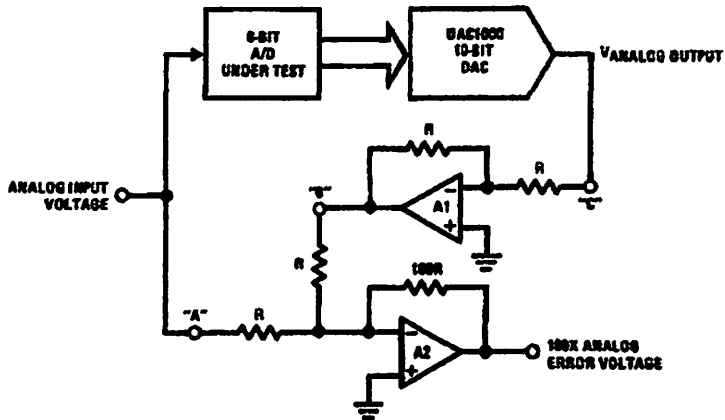 8-BIT
A/D
UNDER TEST
DAC1000
10-BIT
DAC
VANALOG OUTPUT
ANALOG INPUT
VOLTAGE
R
R
"B"
A1
"C"
R
"A"
R
100R
A2
100X ANALOG
ERROR VOLTAGE